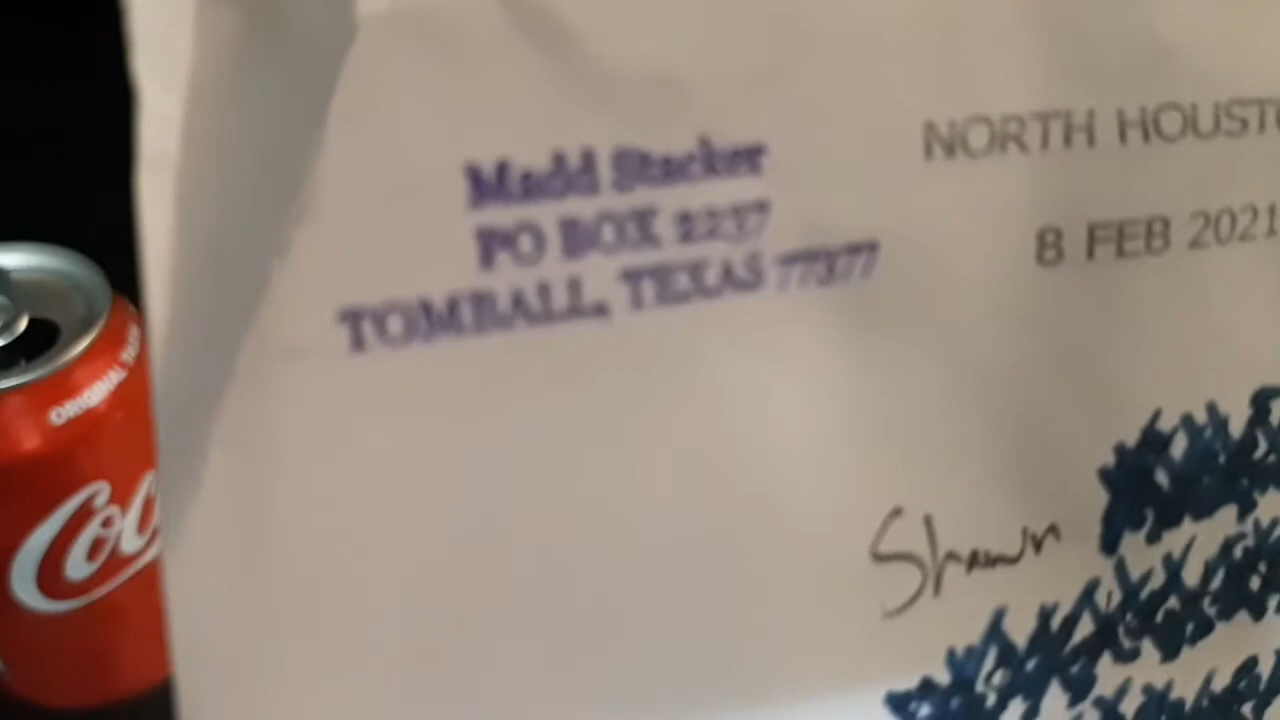 Madd Stacker
PO BOX 2237
TOMBALL, TEXAS 77377
NORTH HOUST
8 FEB 2021
ORIGINAL
Coc
Shawn